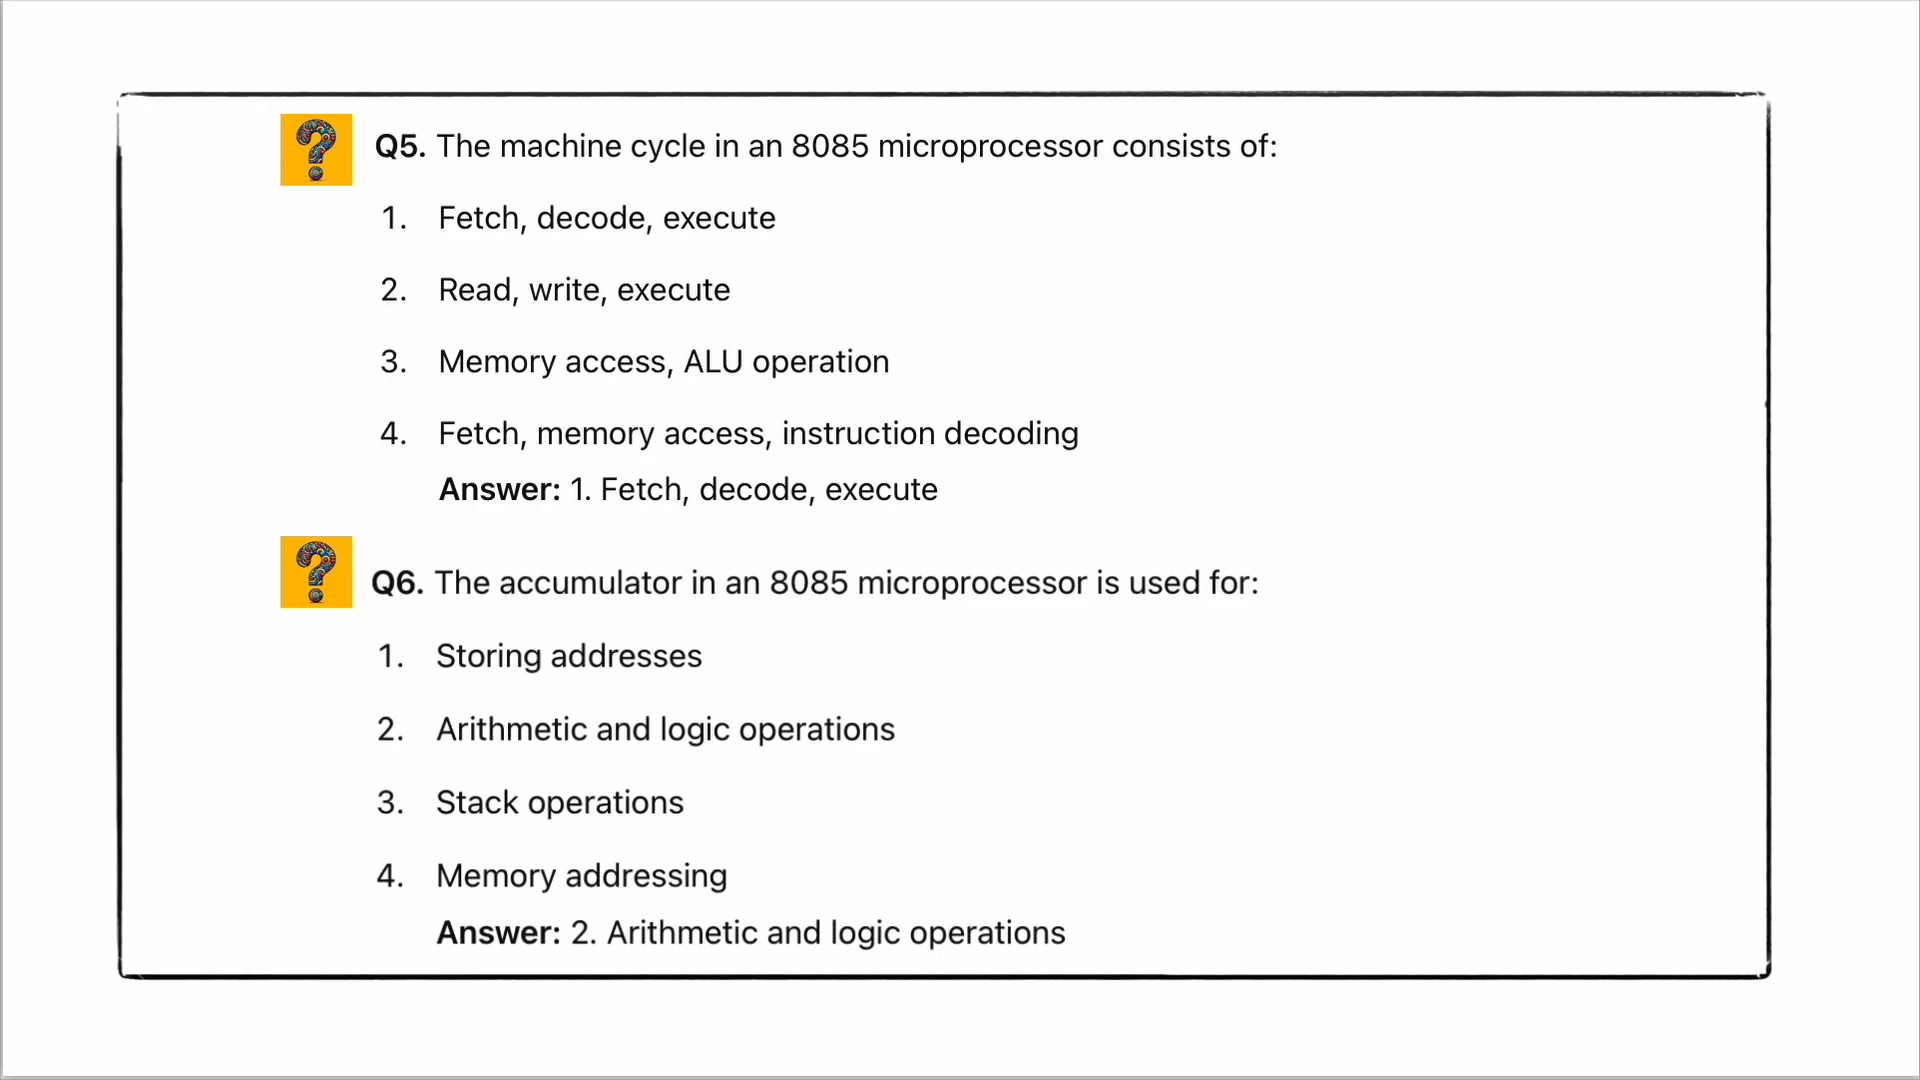 Q5. The machine cycle in an 8085 microprocessor consists of:
1. Fetch, decode, execute
2. Read, write, execute
3. Memory access, ALU operation
4. Fetch, memory access, instruction decoding
Answer: 1. Fetch, decode, execute
Q6. The accumulator in an 8085 microprocessor is used for:
1. Storing addresses
2. Arithmetic and logic operations
3. Stack operations
4. Memory addressing
Answer: 2. Arithmetic and logic operations